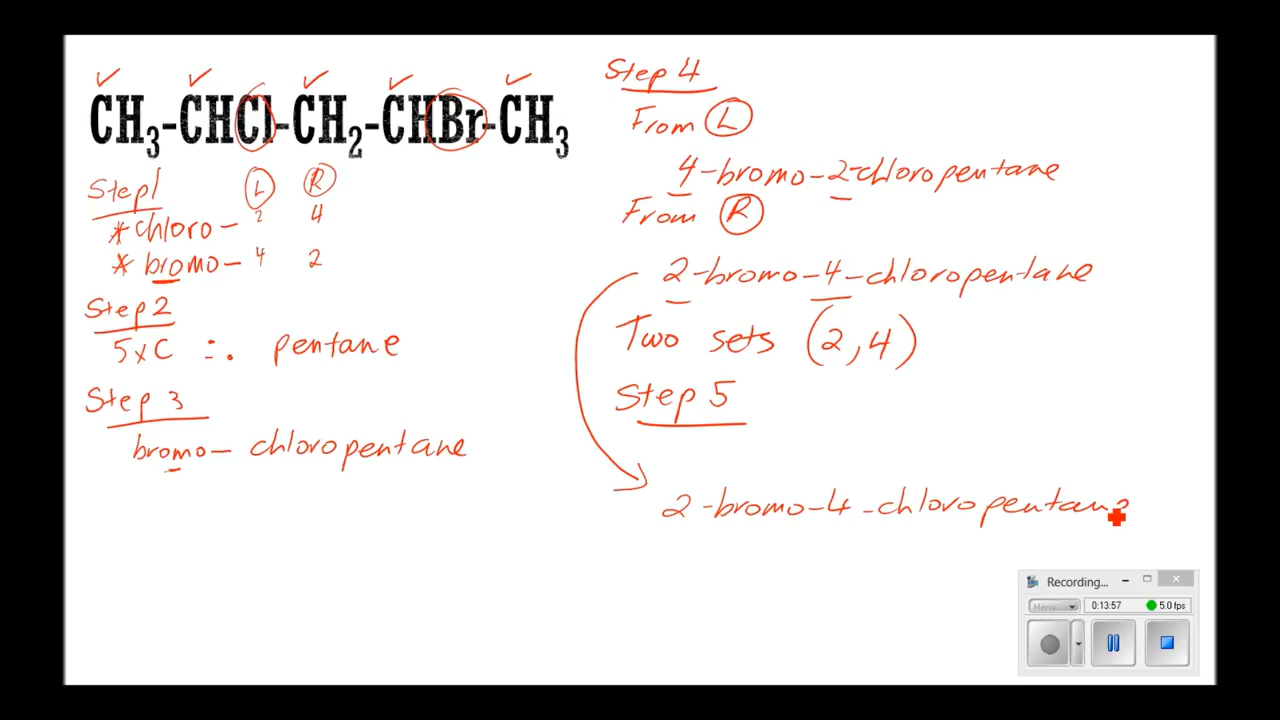 CH3-CHCl-CH2-CHBr-CH3
Step 1 L R
*chloro- 2 4
*bromo- 4 2
Step 2
5xC ∴ pentane
Step 3
bromo-chloropentane
Step 4
From L
4-bromo-2-chloropentane
From R
2-bromo-4-chloropentane
Two sets (2,4)
Step 5
2-bromo-4-chloropentane
Recording...
Menu 0:13:57 5.0 fps